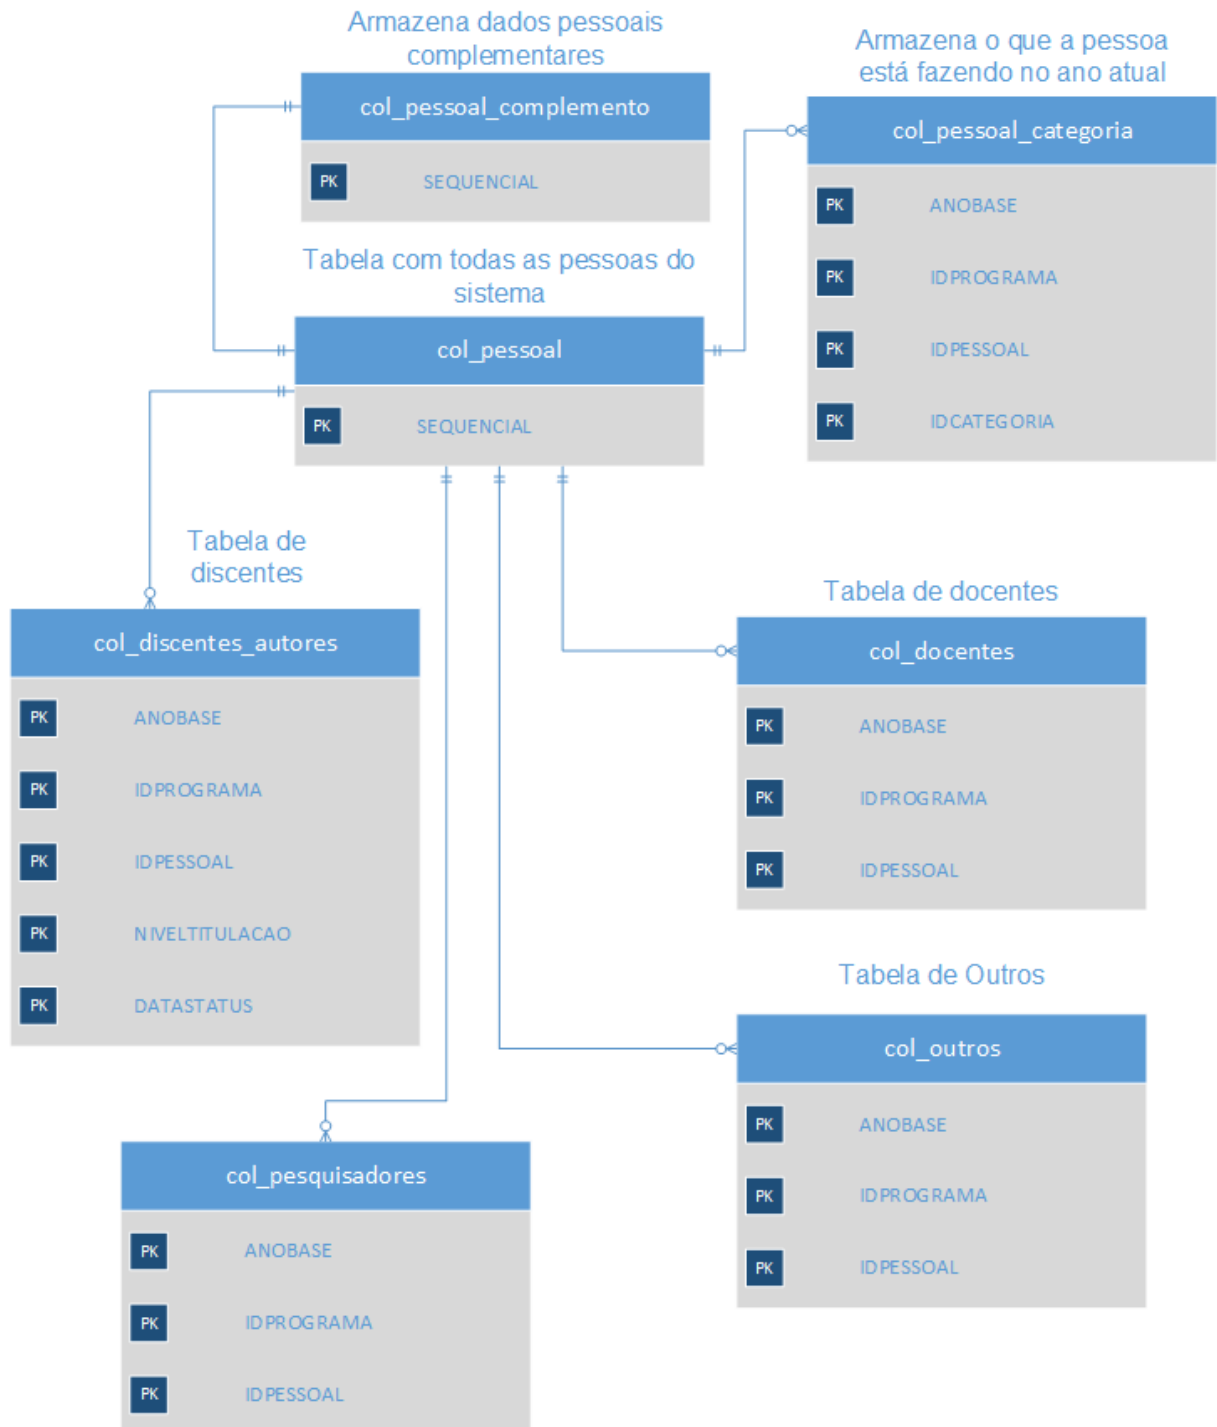 Armazena dados pessoais
complementares
col_pessoal_complemento
PK SEQUENCIAL
Armazena o que a pessoa
está fazendo no ano atual
col_pessoal_categoria
PK ANOBASE
PK IDPROGRAMA
PK IDPESSOAL
PK IDCATEGORIA
Tabela com todas as pessoas do
sistema
col_pessoal
PK SEQUENCIAL
Tabela de
discentes
col_discentes_autores
PK ANOBASE
PK IDPROGRAMA
PK IDPESSOAL
PK NIVELTITULACAO
PK DATASTATUS
Tabela de docentes
col_docentes
PK ANOBASE
PK IDPROGRAMA
PK IDPESSOAL
Tabela de Outros
col_outros
PK ANOBASE
PK IDPROGRAMA
PK IDPESSOAL
col_pesquisadores
PK ANOBASE
PK IDPROGRAMA
PK IDPESSOAL